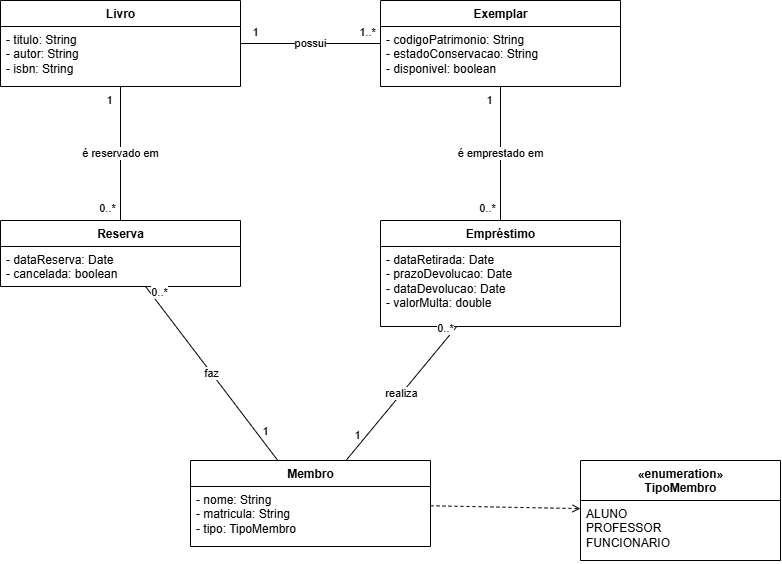 Livro
- titulo: String
- autor: String
- isbn: String
1
possui
1..*
Exemplar
- codigoPatrimonio: String
- estadoConservacao: String
- disponivel: boolean
1
é reservado em
0..*
1
é emprestado em
0..*
Reserva
- dataReserva: Date
- cancelada: boolean
0..*
faz
1
Empréstimo
- dataRetirada: Date
- prazoDevolucao: Date
- dataDevolucao: Date
- valorMulta: double
0..*
realiza
1
Membro
- nome: String
- matricula: String
- tipo: TipoMembro
«enumeration»
TipoMembro
ALUNO
PROFESSOR
FUNCIONARIO